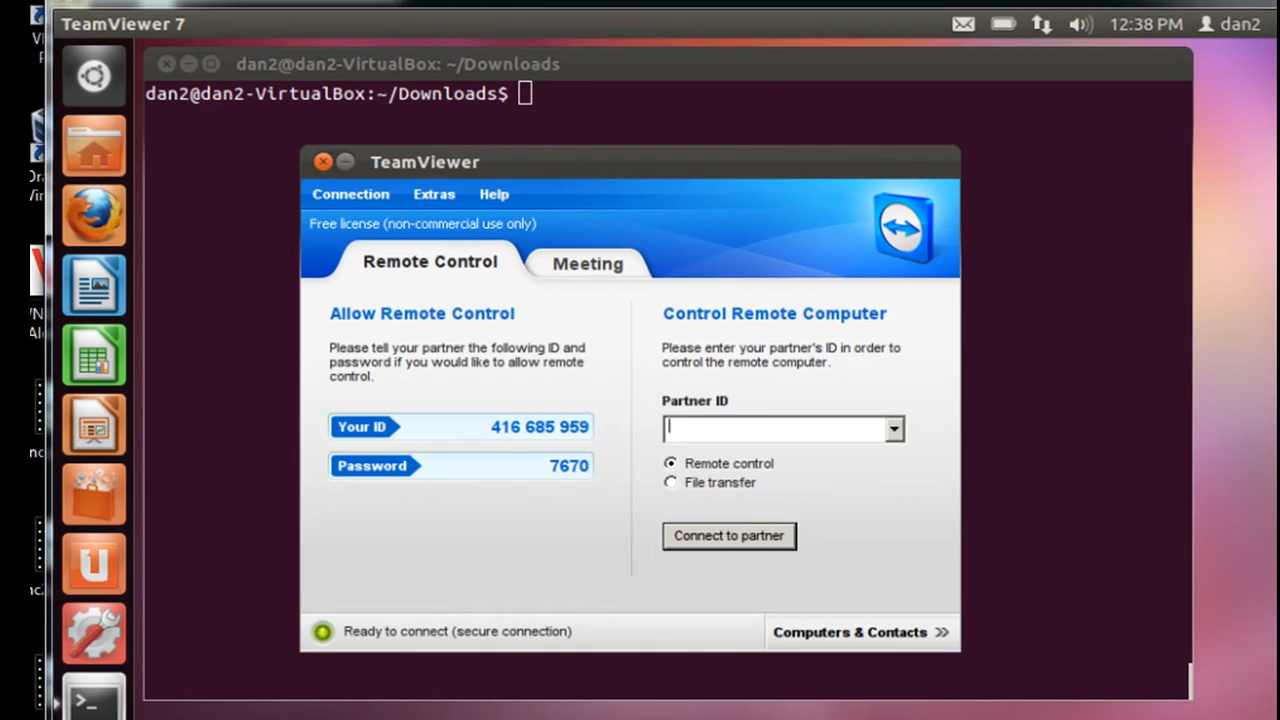 TeamViewer 7
12:38 PM
dan2
dan2@dan2-VirtualBox: ~/Downloads
dan2@dan2-VirtualBox:~/Downloads$
TeamViewer
Connection Extras Help
Free license (non-commercial use only)
Remote Control
Meeting
Allow Remote Control
Please tell your partner the following ID and
password if you would like to allow remote
control.
Your ID 416 685 959
Password 7670
Control Remote Computer
Please enter your partner's ID in order to
control the remote computer.
Partner ID
Remote control
File transfer
Connect to partner
Ready to connect (secure connection)
Computers & Contacts >>